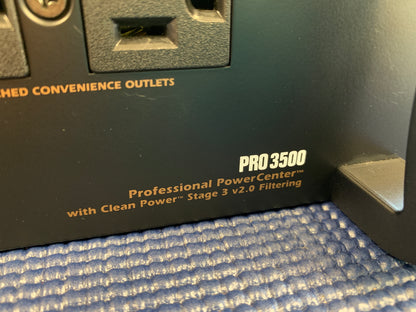 CHED CONVENIENCE OUTLETS
PRO 3500
Professional PowerCenter™
with Clean Power™ Stage 3 v2.0 Filtering